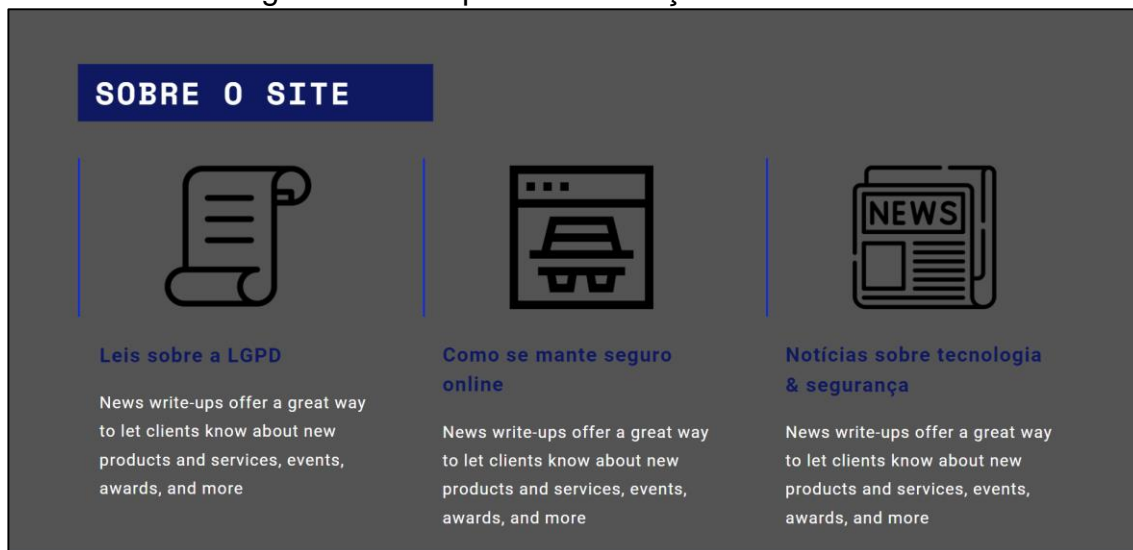 SOBRE O SITE
NEWS
Leis sobre a LGPD
News write-ups offer a great way
to let clients know about new
products and services, events,
awards, and more
Como se mante seguro
online
News write-ups offer a great way
to let clients know about new
products and services, events,
awards, and more
Notícias sobre tecnologia
& segurança
News write-ups offer a great way
to let clients know about new
products and services, events,
awards, and more